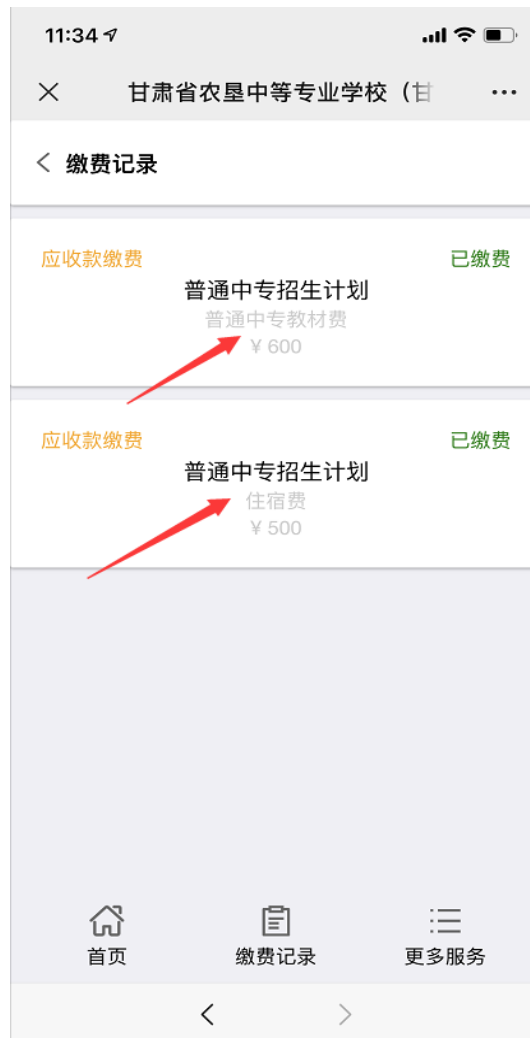 11:34
甘肃省农垦中等专业学校（甘
缴费记录
应收款缴费 已缴费
普通中专招生计划
普通中专教材费
¥ 600
应收款缴费 已缴费
普通中专招生计划
住宿费
¥ 500
首页 缴费记录 更多服务